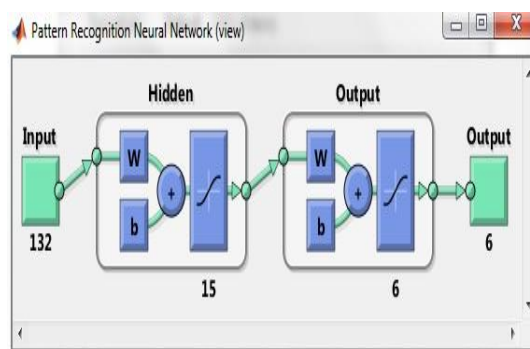 Pattern Recognition Neural Network (view)
Hidden
Output
Input
Output
W
W
+
+
b
b
132
15
6
6